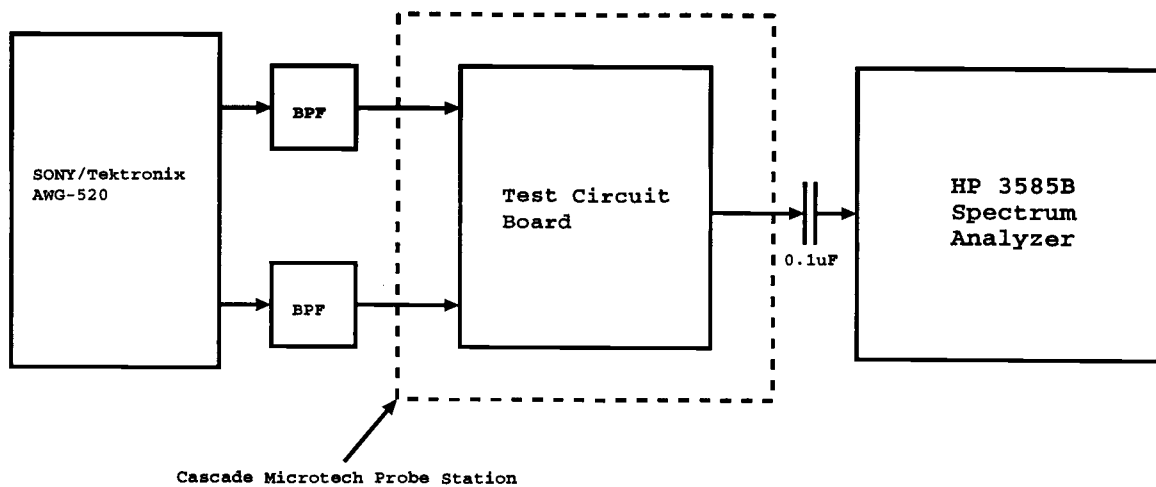 SONY/Tektronix
AWG-520
BPF
BPF
Test Circuit
Board
0.1uF
HP 3585B
Spectrum
Analyzer
Cascade Microtech Probe Station